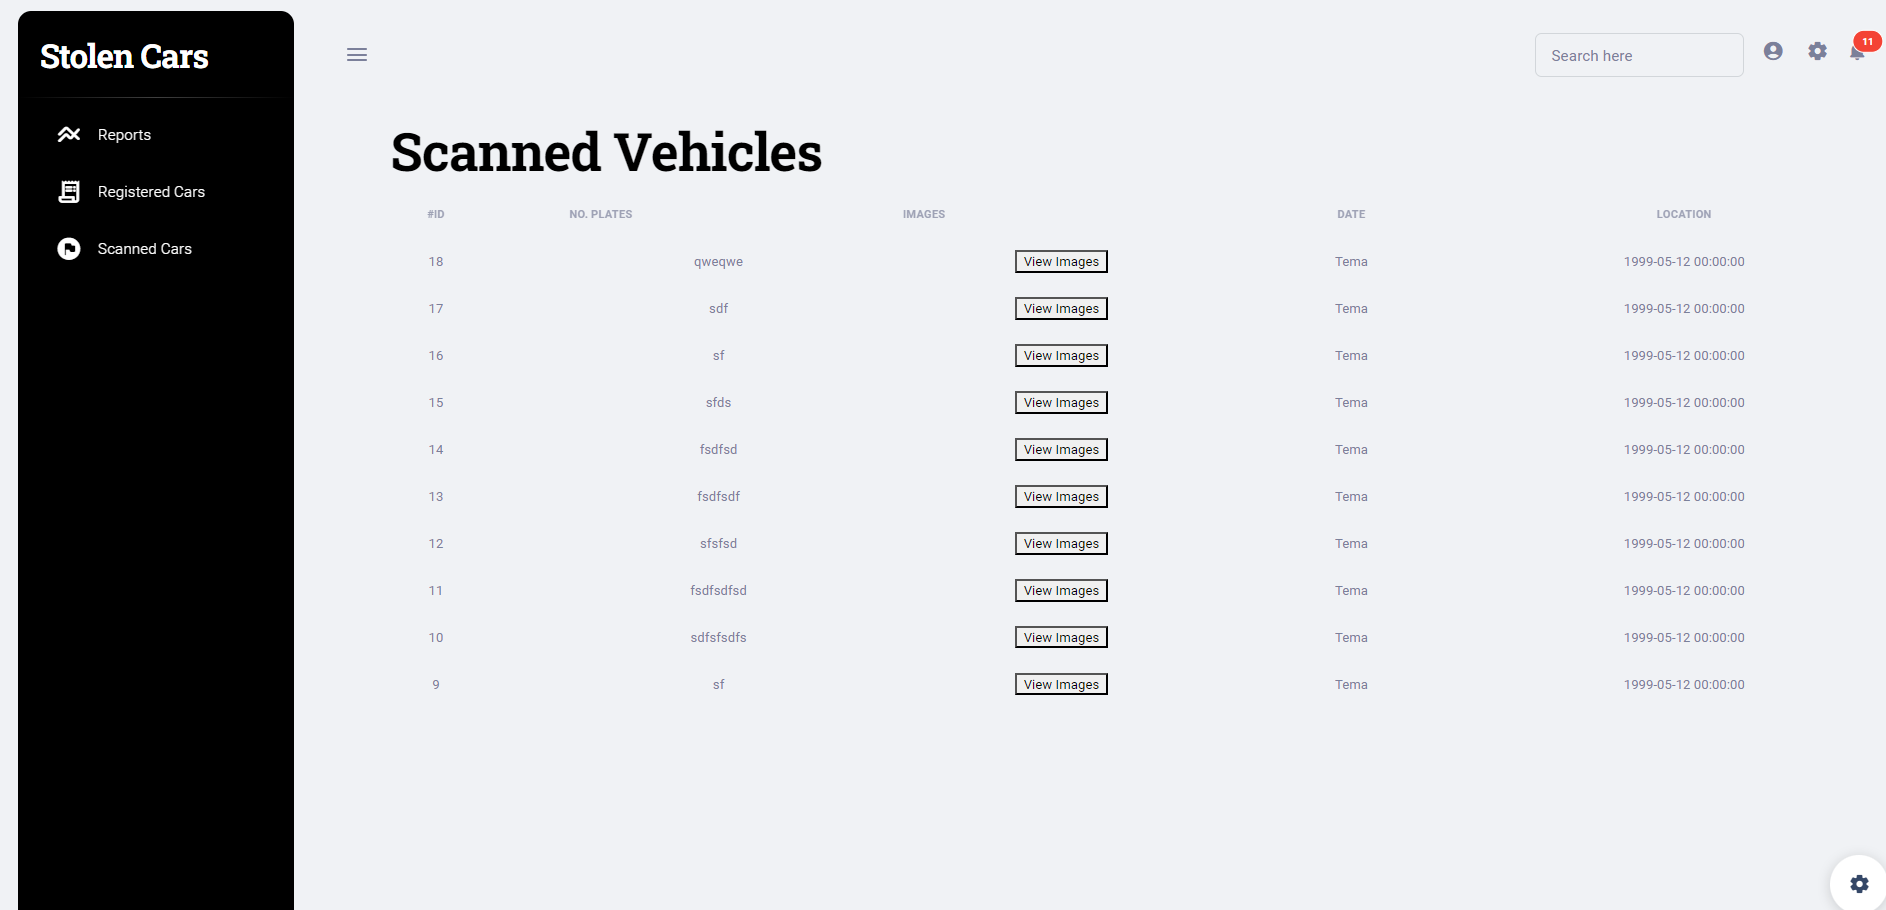 Stolen Cars
Reports
Registered Cars
Scanned Cars
Search here
11
Scanned Vehicles
#ID NO. PLATES IMAGES DATE LOCATION
18 qweqwe View Images Tema 1999-05-12 00:00:00
17 sdf View Images Tema 1999-05-12 00:00:00
16 sf View Images Tema 1999-05-12 00:00:00
15 sfds View Images Tema 1999-05-12 00:00:00
14 fsdfsd View Images Tema 1999-05-12 00:00:00
13 fsdfsdf View Images Tema 1999-05-12 00:00:00
12 sfsfsd View Images Tema 1999-05-12 00:00:00
11 fsdfsdfsd View Images Tema 1999-05-12 00:00:00
10 sdfsfsdfs View Images Tema 1999-05-12 00:00:00
9 sf View Images Tema 1999-05-12 00:00:00